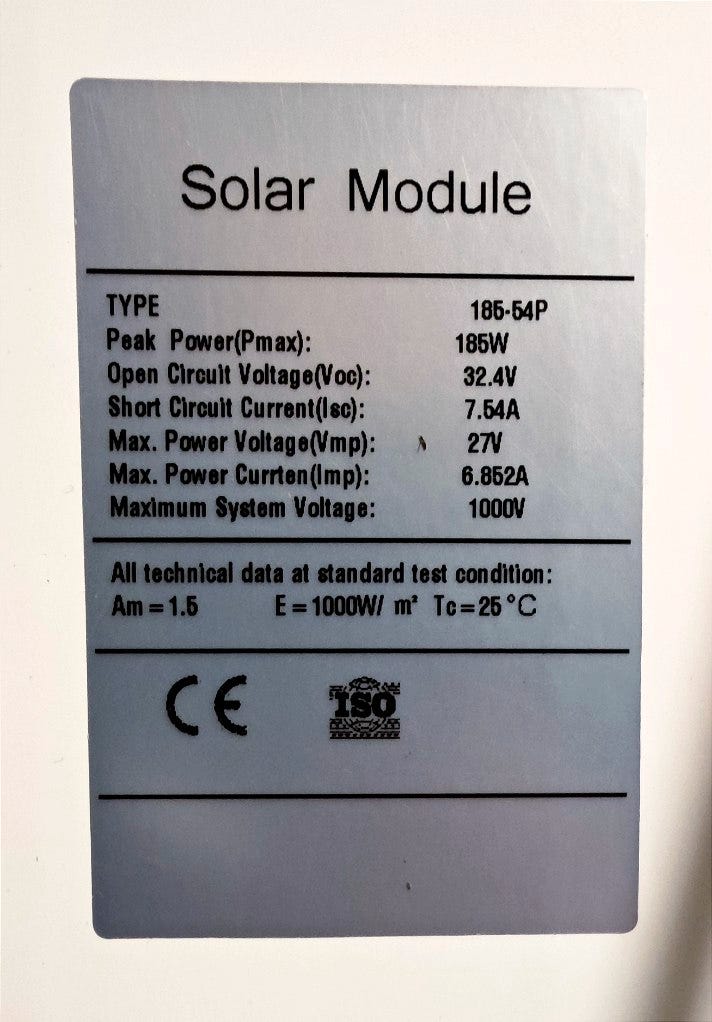 Solar Module
TYPE 185-54P
Peak Power(Pmax): 185W
Open Circuit Voltage(Voc): 32.4V
Short Circuit Current(Isc): 7.54A
Max. Power Voltage(Vmp): 27V
Max. Power Currten(Imp): 6.852A
Maximum System Voltage: 1000V
All technical data at standard test condition:
Am=1.5 E=1000W/ m² Tc=25°C
CE ISO